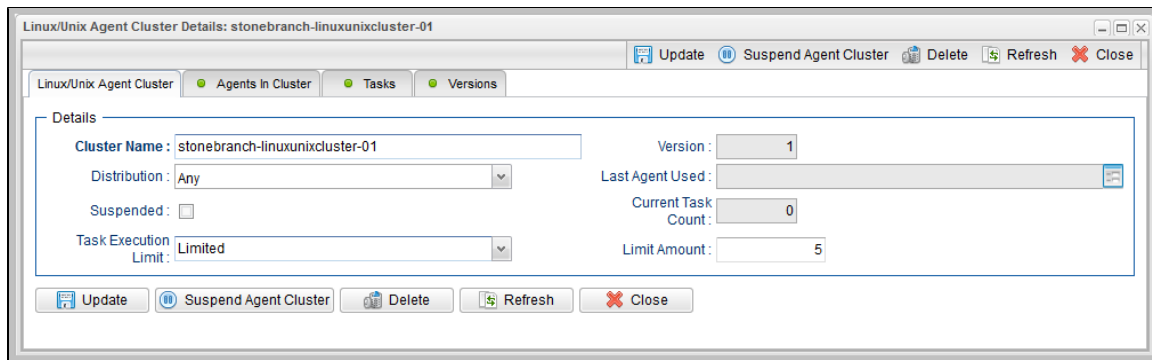 Linux/Unix Agent Cluster Details: stonebranch-linuxunixcluster-01
Update Suspend Agent Cluster Delete Refresh Close
Linux/Unix Agent Cluster Agents In Cluster Tasks Versions
Details
Cluster Name : stonebranch-linuxunixcluster-01 Version : 1
Distribution : Any Last Agent Used :
Suspended : Current Task
Count : 0
Task Execution
Limit : Limited Limit Amount : 5
Update Suspend Agent Cluster Delete Refresh Close